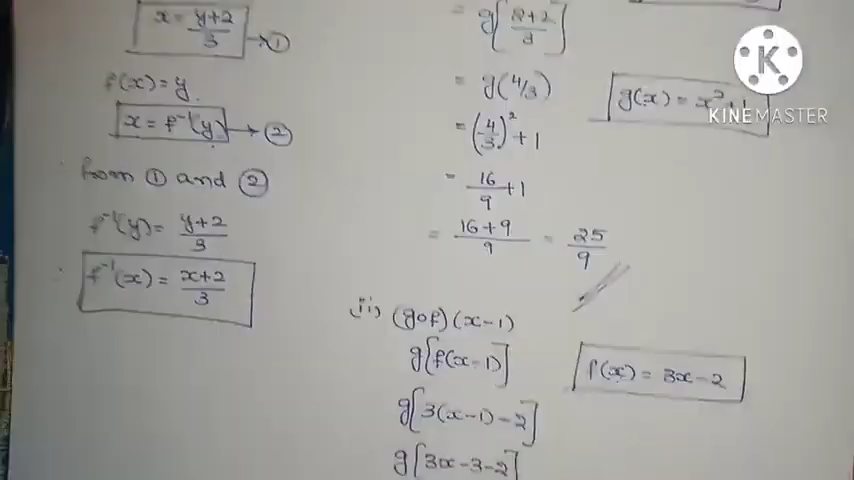 x = y+2/3 → ①
f(x) = y
x = f⁻¹(y) → ②
from ① and ②
f⁻¹(y) = y+2/3
f⁻¹(x) = x+2/3
= g[2+2/3]
= g(4/3)
= (4/3)² + 1
= 16/9 + 1
= 16+9/9 = 25/9
g(x) = x²+1
K
KINEMASTER
ii) (gof)(x-1)
g[f(x-1)]
g[3(x-1)-2]
g[3x-3-2]
f(x) = 3x-2